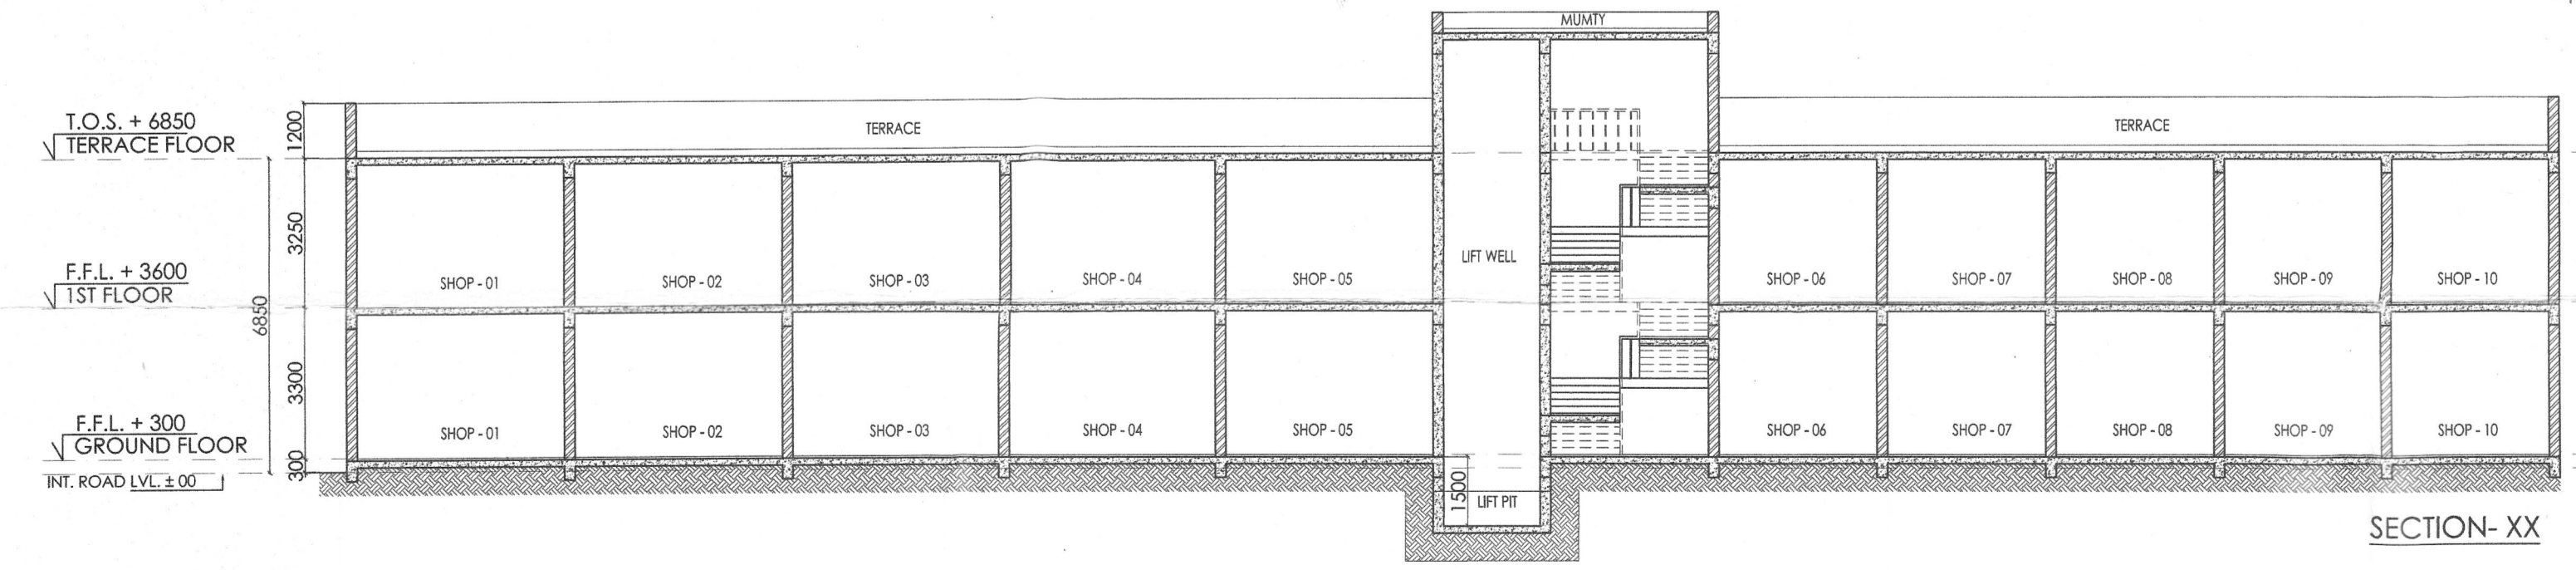 MUMTY
T.O.S. + 6850
TERRACE FLOOR
1200
TERRACE
TERRACE
3250
F.F.L. + 3600
1ST FLOOR
SHOP - 01
SHOP - 02
SHOP - 03
SHOP - 04
SHOP - 05
LIFT WELL
SHOP - 06
SHOP - 07
SHOP - 08
SHOP - 09
SHOP - 10
6850
3300
F.F.L. + 300
GROUND FLOOR
SHOP - 01
SHOP - 02
SHOP - 03
SHOP - 04
SHOP - 05
SHOP - 06
SHOP - 07
SHOP - 08
SHOP - 09
SHOP - 10
300
INT. ROAD LVL. ± 00
1500
LIFT PIT
SECTION- XX